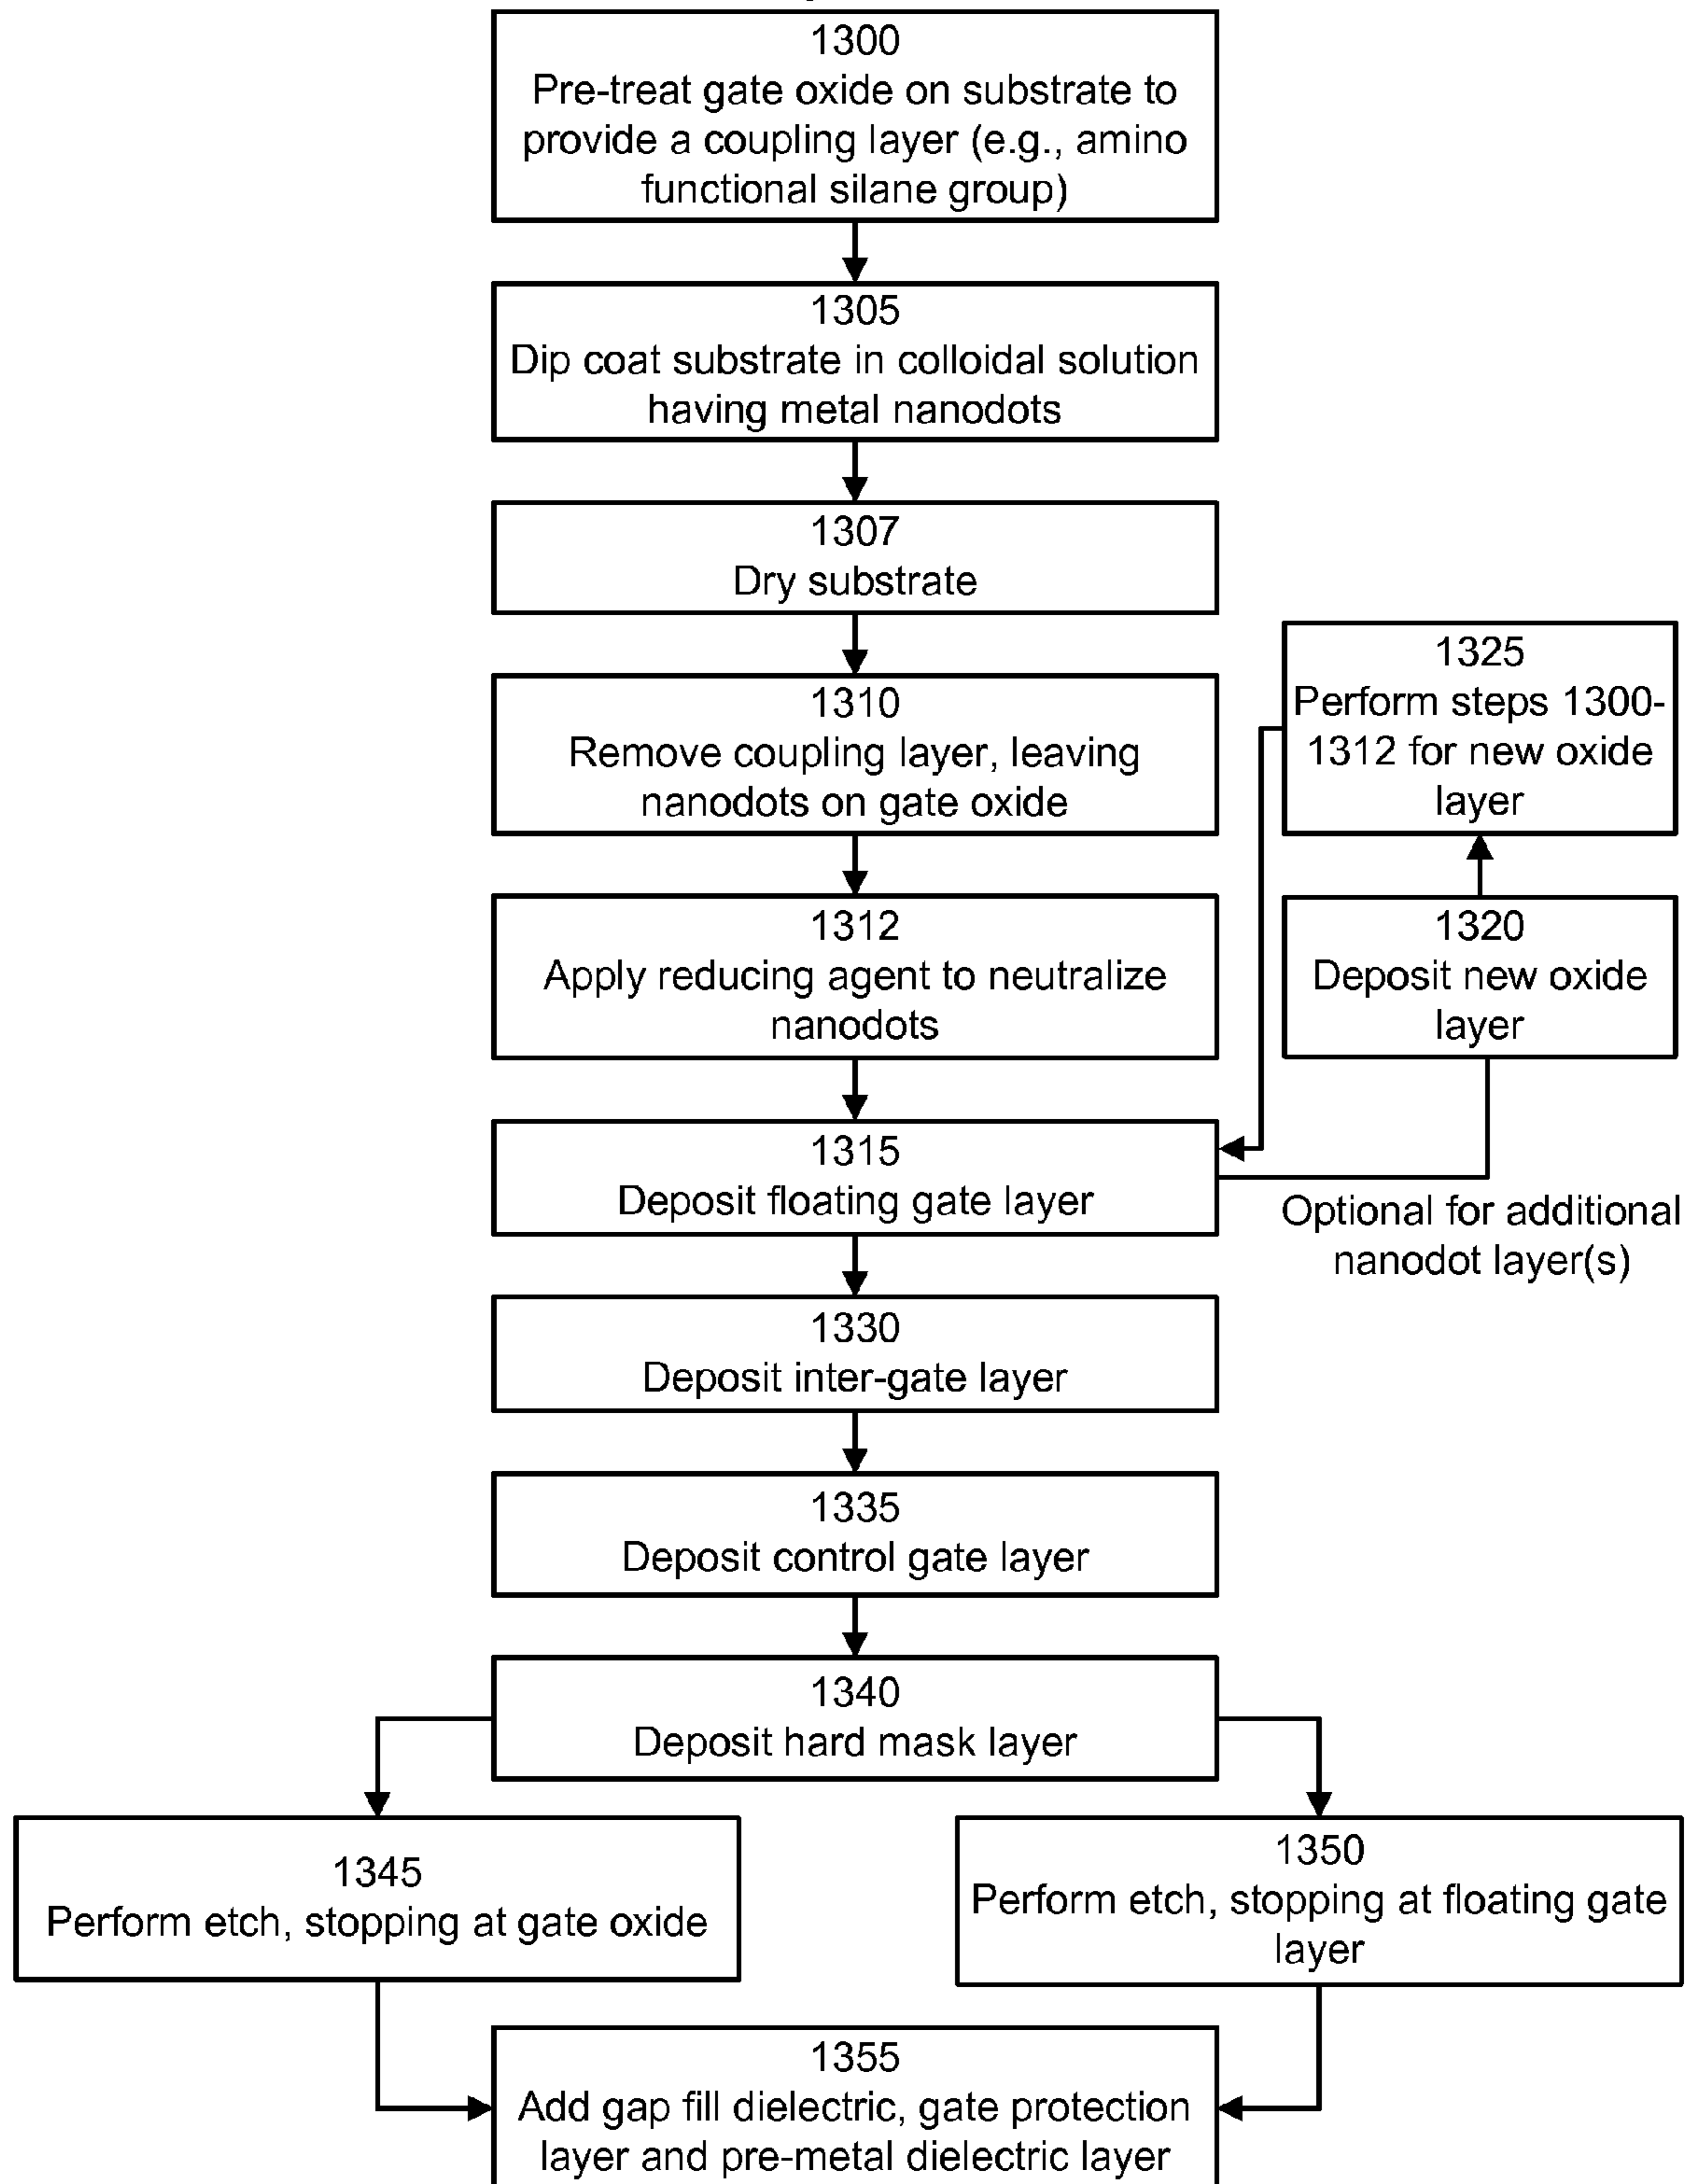 1300
Pre-treat gate oxide on substrate to
provide a coupling layer (e.g., amino
functional silane group)
1305
Dip coat substrate in colloidal solution
having metal nanodots
1307
Dry substrate
1310
Remove coupling layer, leaving
nanodots on gate oxide
1325
Perform steps 1300-
1312 for new oxide
layer
1312
Apply reducing agent to neutralize
nanodots
1320
Deposit new oxide
layer
1315
Deposit floating gate layer
Optional for additional
nanodot layer(s)
1330
Deposit inter-gate layer
1335
Deposit control gate layer
1340
Deposit hard mask layer
1345
Perform etch, stopping at gate oxide
1350
Perform etch, stopping at floating gate
layer
1355
Add gap fill dielectric, gate protection
layer and pre-metal dielectric layer